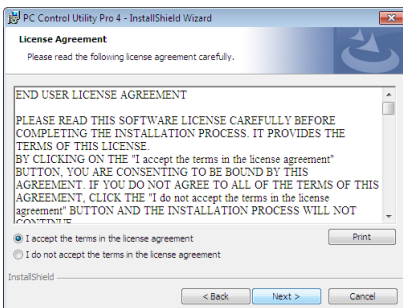 PC Control Utility Pro 4 - InstallShield Wizard
License Agreement
Please read the following license agreement carefully.
END USER LICENSE AGREEMENT
PLEASE READ THIS SOFTWARE LICENSE CAREFULLY BEFORE
COMPLETING THE INSTALLATION PROCESS. IT PROVIDES THE
TERMS OF THIS LICENSE.
BY CLICKING ON THE "I accept the terms in the license agreement"
BUTTON, YOU ARE CONSENTING TO BE BOUND BY THIS
AGREEMENT. IF YOU DO NOT AGREE TO ALL OF THE TERMS OF THIS
AGREEMENT, CLICK THE "I do not accept the terms in the license
agreement" BUTTON AND THE INSTALLATION PROCESS WILL NOT
CONTINUE
I accept the terms in the license agreement
Print
I do not accept the terms in the license agreement
InstallShield
< Back
Next >
Cancel